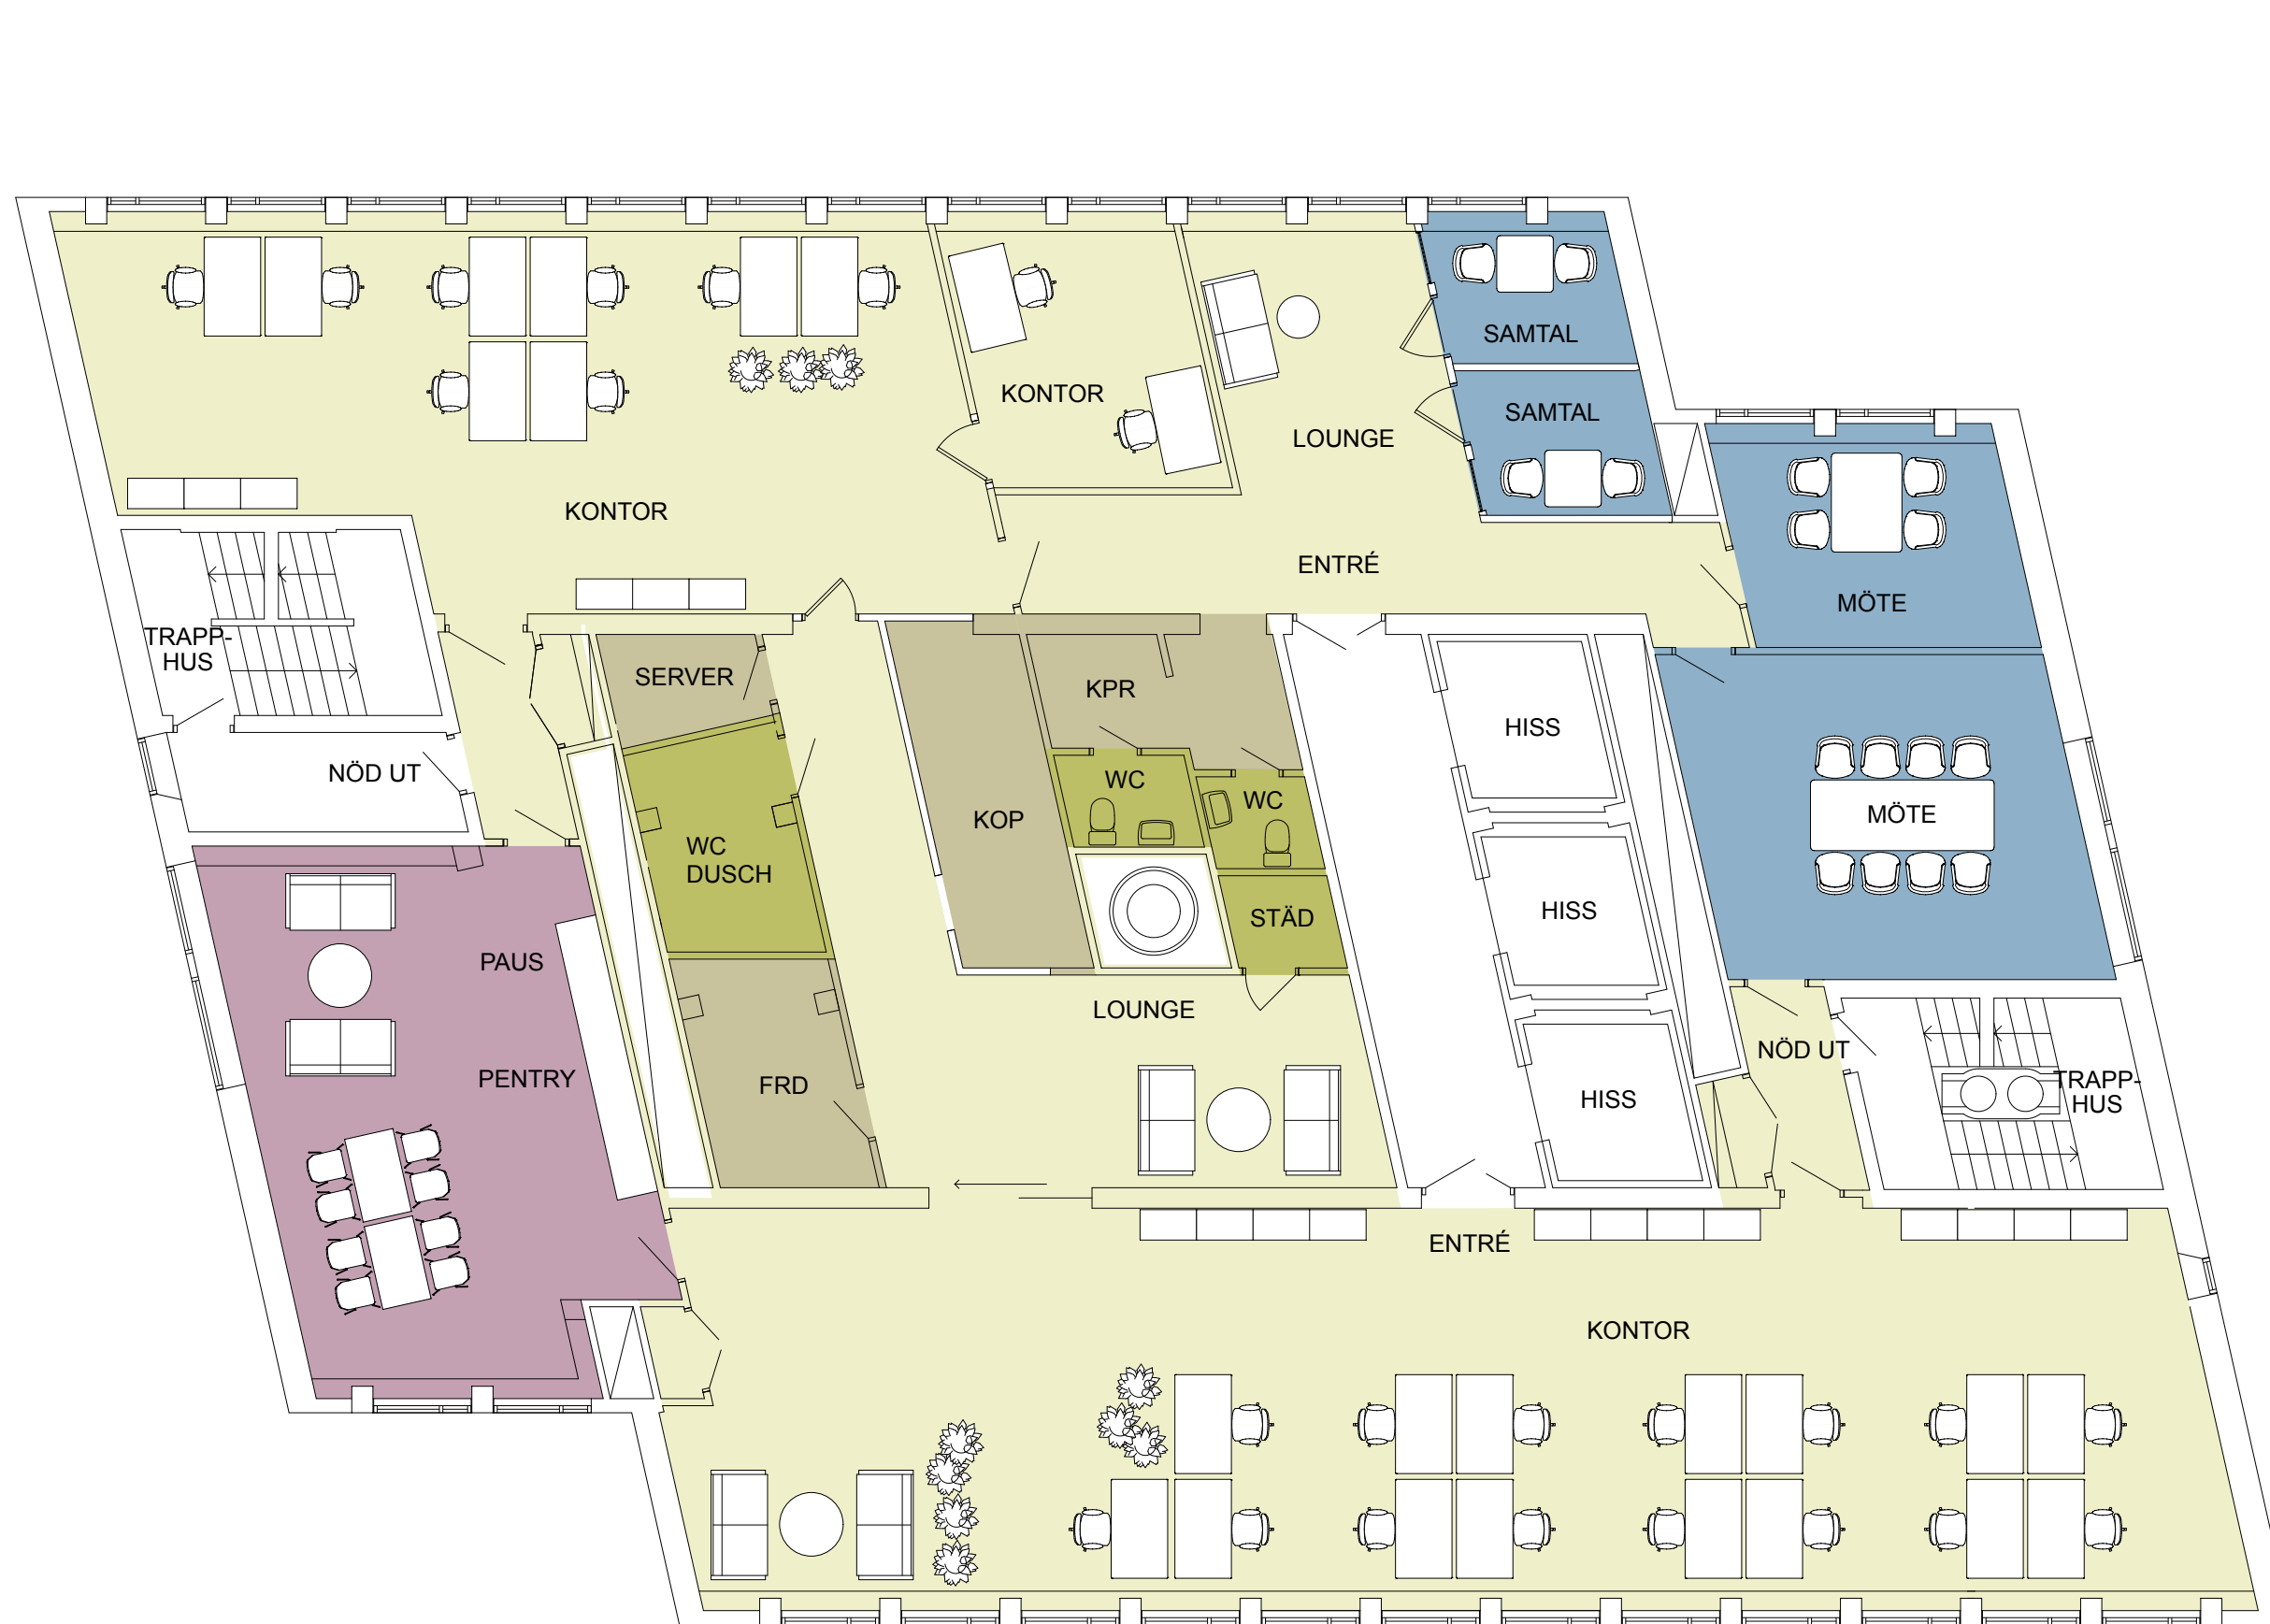 SAMTAL
KONTOR
SAMTAL
LOUNGE
KONTOR
ENTRÉ
MÖTE
TRAPP-
HUS
SERVER
KPR
HISS
NÖD UT
WC
WC
KOP
MÖTE
WC
DUSCH
HISS
STÄD
PAUS
LOUNGE
NÖD UT
PENTRY
FRD
HISS
TRAPP-
HUS
ENTRÉ
KONTOR